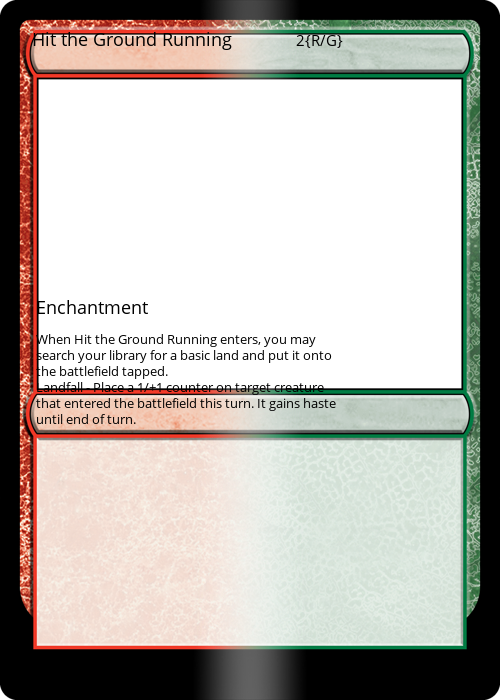 Hit the Ground Running 2{R/G}
Enchantment
When Hit the Ground Running enters, you may
search your library for a basic land and put it onto
the battlefield tapped.
Landfall - Place a 1/+1 counter on target creature
that entered the battlefield this turn. It gains haste
until end of turn.